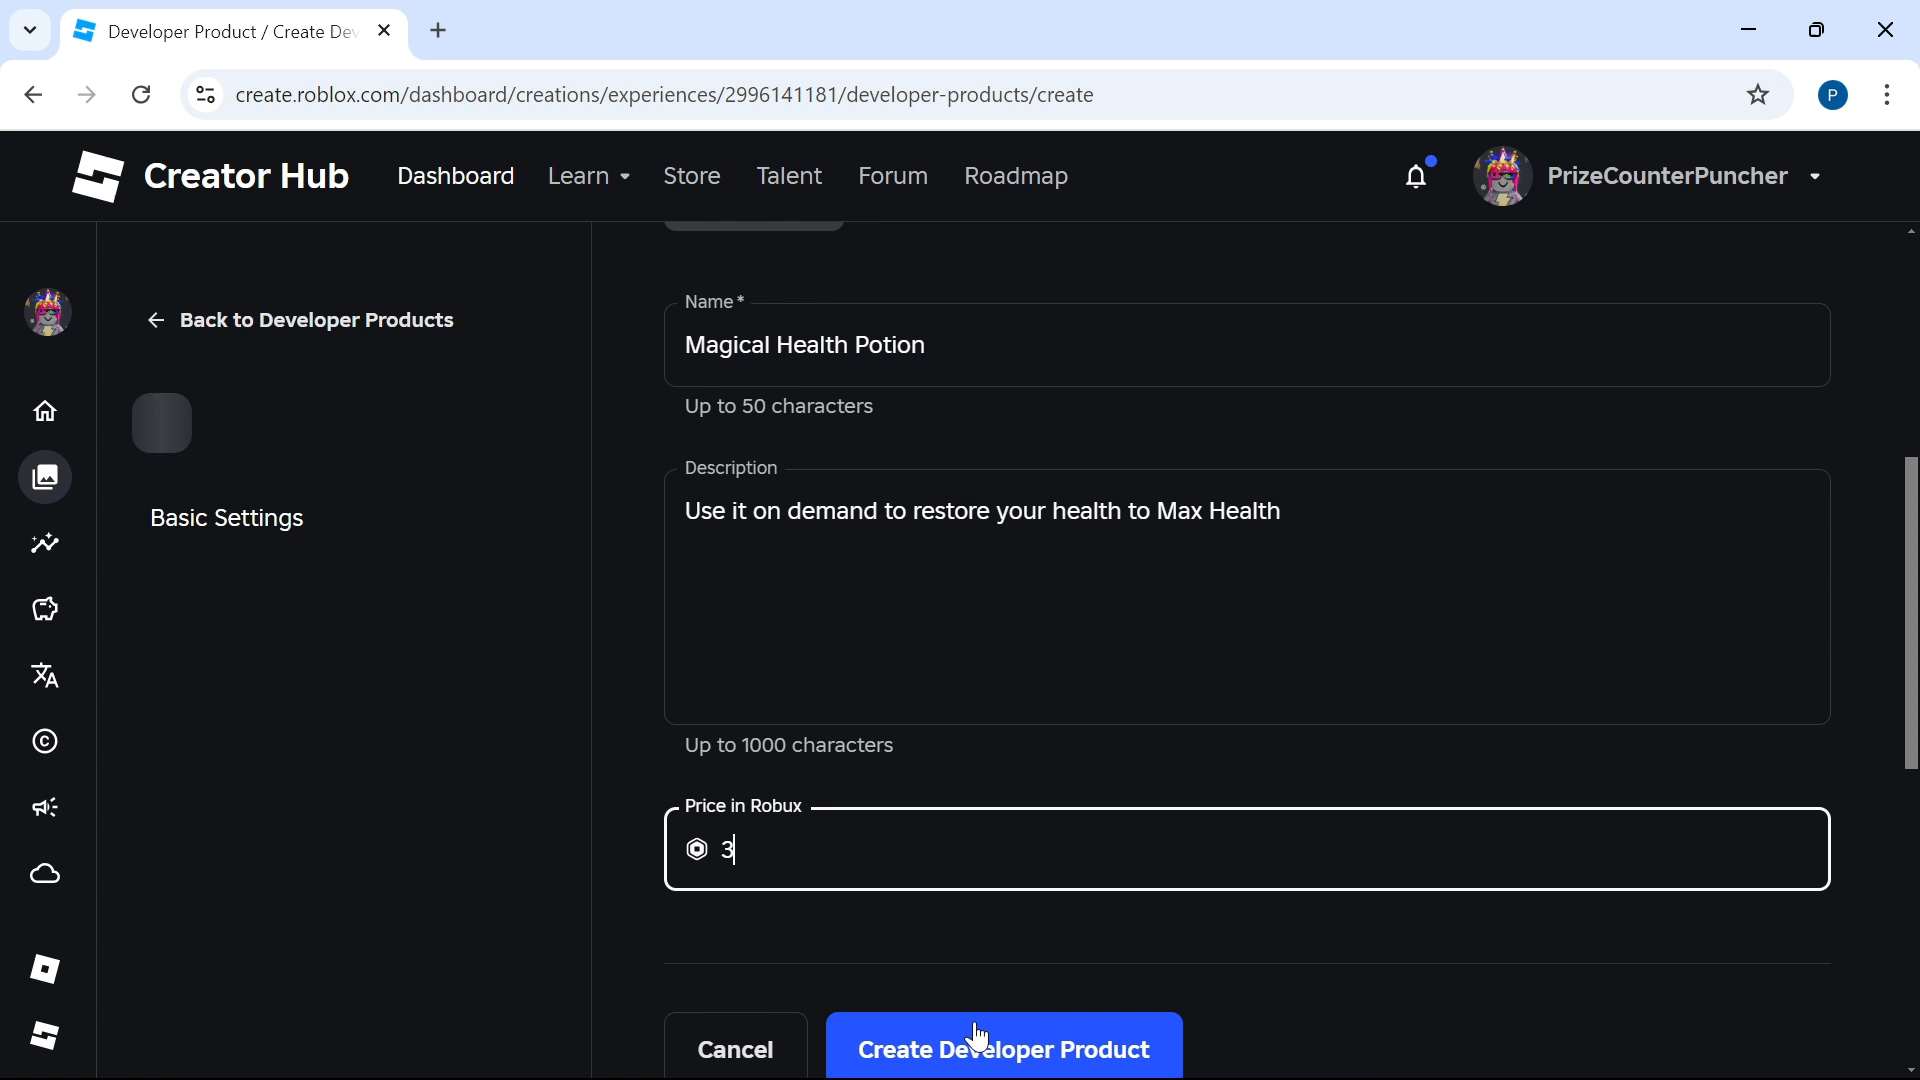 Developer Product / Create De
create.roblox.com/dashboard/creations/experiences/2996141181/developer-products/create
P
Creator Hub
Dashboard
Learn
Store
Talent
Forum
Roadmap
PrizeCounterPuncher
Back to Developer Products
Basic Settings
Name*
Magical Health Potion
Up to 50 characters
Description
Use it on demand to restore your health to Max Health
Up to 1000 characters
Price in Robux
3
Cancel
Create Developer Product